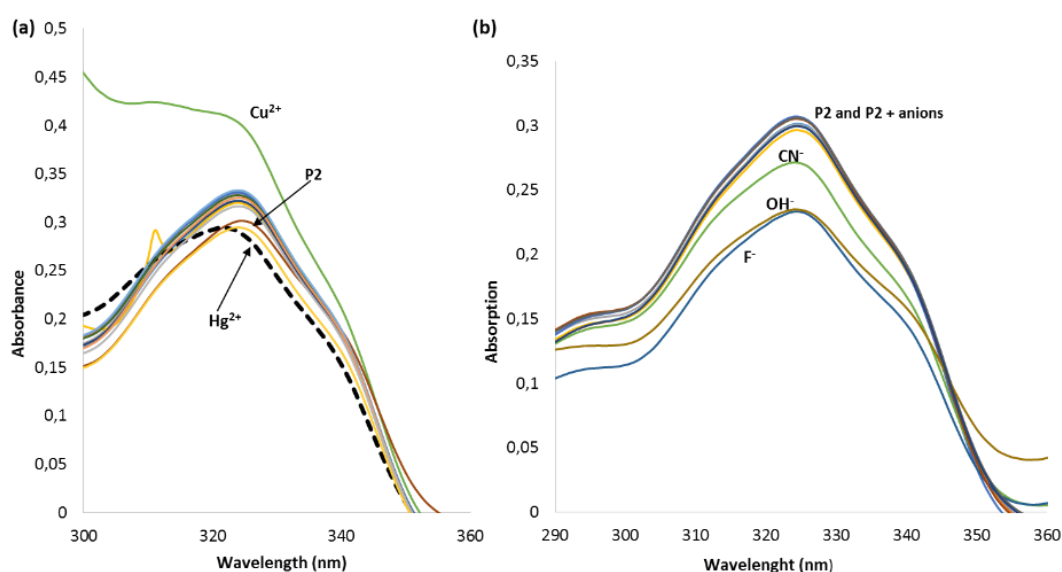 (a)
0,5
0,45
0,4
0,35
0,3
0,25
0,2
0,15
0,1
0,05
0
Absorbance
Cu²⁺
P2
Hg²⁺
300
320
340
360
Wavelength (nm)
(b)
0,35
0,3
0,25
0,2
0,15
0,1
0,05
0
Absorption
P2 and P2 + anions
CN⁻
OH⁻
F⁻
290
300
310
320
330
340
350
360
Wavelenght (nm)